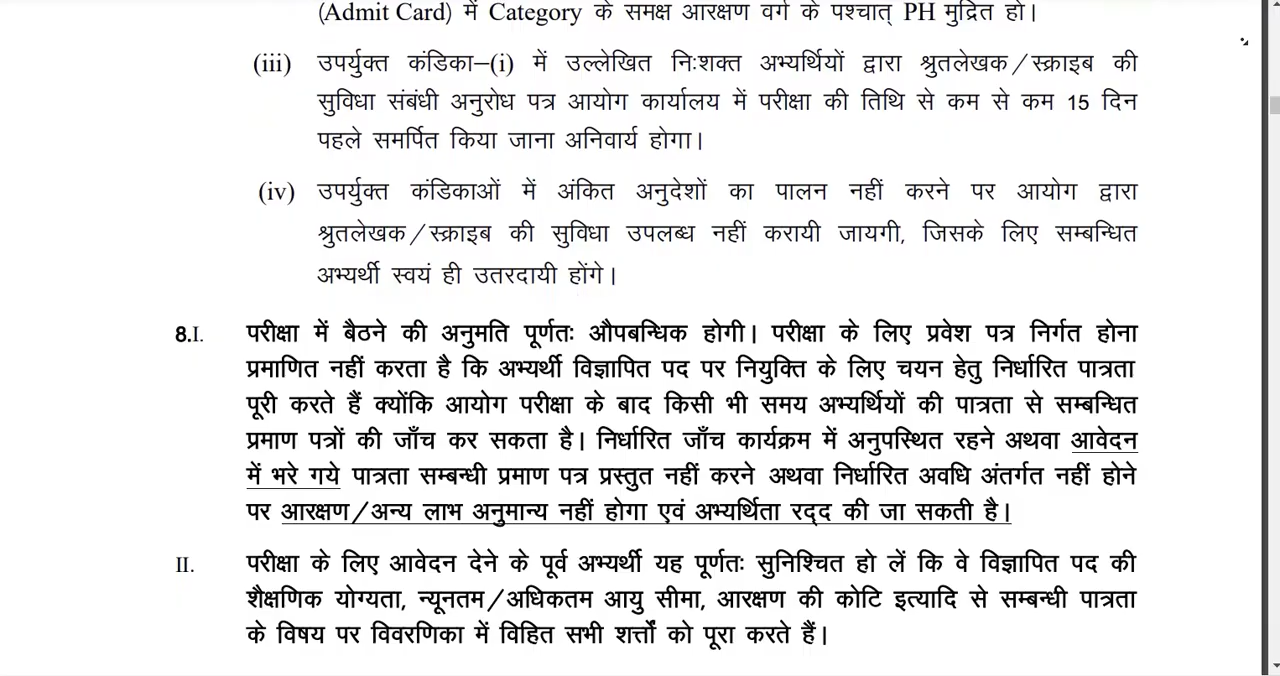 (Admit Card) में Category के समक्ष आरक्षण वर्ग के पश्चात् PH मुद्रित हो।
(iii) उपर्युक्त कंडिका–(i) में उल्लेखित निःशक्त अभ्यर्थियों द्वारा श्रुतलेखक/स्क्राइब की
सुविधा संबंधी अनुरोध पत्र आयोग कार्यालय में परीक्षा की तिथि से कम से कम 15 दिन
पहले समर्पित किया जाना अनिवार्य होगा।
(iv) उपर्युक्त कंडिकाओं में अंकित अनुदेशों का पालन नहीं करने पर आयोग द्वारा
श्रुतलेखक/स्क्राइब की सुविधा उपलब्ध नहीं करायी जायगी, जिसके लिए सम्बन्धित
अभ्यर्थी स्वयं ही उतरदायी होंगे।
8.I. परीक्षा में बैठने की अनुमति पूर्णतः औपबन्धिक होगी। परीक्षा के लिए प्रवेश पत्र निर्गत होना
प्रमाणित नहीं करता है कि अभ्यर्थी विज्ञापित पद पर नियुक्ति के लिए चयन हेतु निर्धारित पात्रता
पूरी करते हैं क्योंकि आयोग परीक्षा के बाद किसी भी समय अभ्यर्थियों की पात्रता से सम्बन्धित
प्रमाण पत्रों की जाँच कर सकता है। निर्धारित जाँच कार्यक्रम में अनुपस्थित रहने अथवा आवेदन
में भरे गये पात्रता सम्बन्धी प्रमाण पत्र प्रस्तुत नहीं करने अथवा निर्धारित अवधि अंतर्गत नहीं होने
पर आरक्षण/अन्य लाभ अनुमान्य नहीं होगा एवं अभ्यर्थिता रद्द की जा सकती है।
II. परीक्षा के लिए आवेदन देने के पूर्व अभ्यर्थी यह पूर्णतः सुनिश्चित हो लें कि वे विज्ञापित पद की
शैक्षणिक योग्यता, न्यूनतम/अधिकतम आयु सीमा, आरक्षण की कोटि इत्यादि से सम्बन्धी पात्रता
के विषय पर विवरणिका में विहित सभी शर्त्तों को पूरा करते हैं।